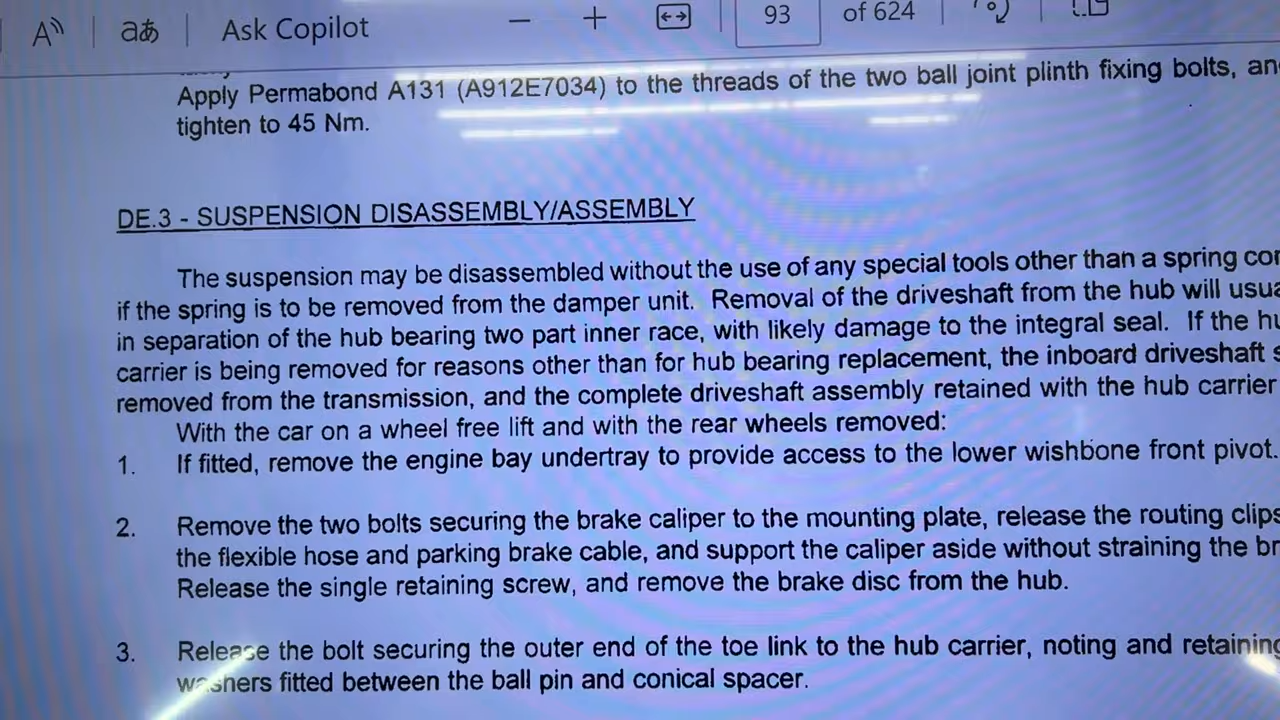 A aあ Ask Copilot 93 of 624
Apply Permabond A131 (A912E7034) to the threads of the two ball joint plinth fixing bolts, an
tighten to 45 Nm.
DE.3 - SUSPENSION DISASSEMBLY/ASSEMBLY
The suspension may be disassembled without the use of any special tools other than a spring co
if the spring is to be removed from the damper unit. Removal of the driveshaft from the hub will usua
in separation of the hub bearing two part inner race, with likely damage to the integral seal. If the hu
carrier is being removed for reasons other than for hub bearing replacement, the inboard driveshaft s
removed from the transmission, and the complete driveshaft assembly retained with the hub carrier
With the car on a wheel free lift and with the rear wheels removed:
1. If fitted, remove the engine bay undertray to provide access to the lower wishbone front pivot.
2. Remove the two bolts securing the brake caliper to the mounting plate, release the routing clips
the flexible hose and parking brake cable, and support the caliper aside without straining the br
Release the single retaining screw, and remove the brake disc from the hub.
3. Release the bolt securing the outer end of the toe link to the hub carrier, noting and retaining
washers fitted between the ball pin and conical spacer.